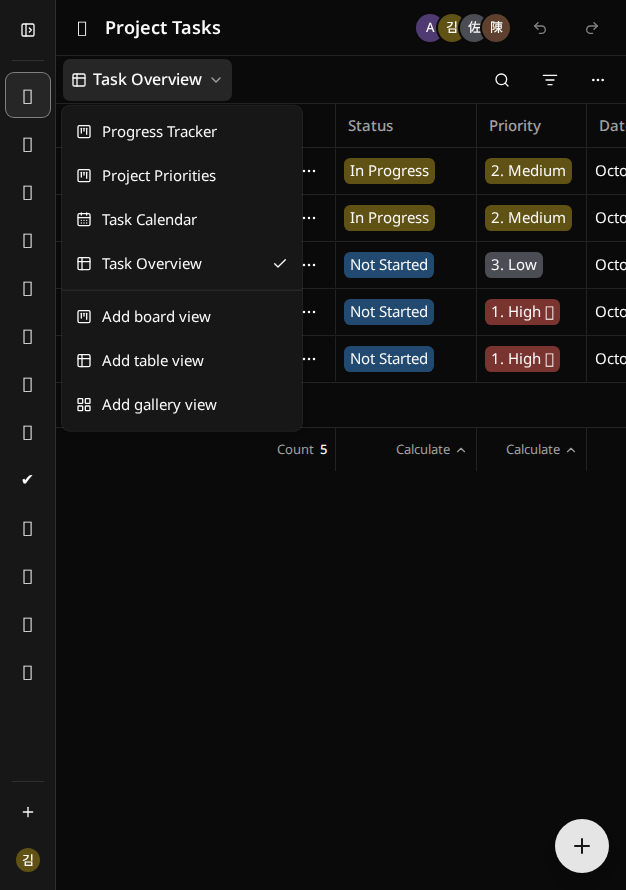 Project Tasks
A 김 佐 陳
Task Overview
Progress Tracker
Project Priorities
Task Calendar
Task Overview
Add board view
Add table view
Add gallery view
Status Priority Dat
In Progress 2. Medium Octo
In Progress 2. Medium Octo
Not Started 3. Low Octo
Not Started 1. High Octo
Not Started 1. High Octo
Count 5 Calculate Calculate
김